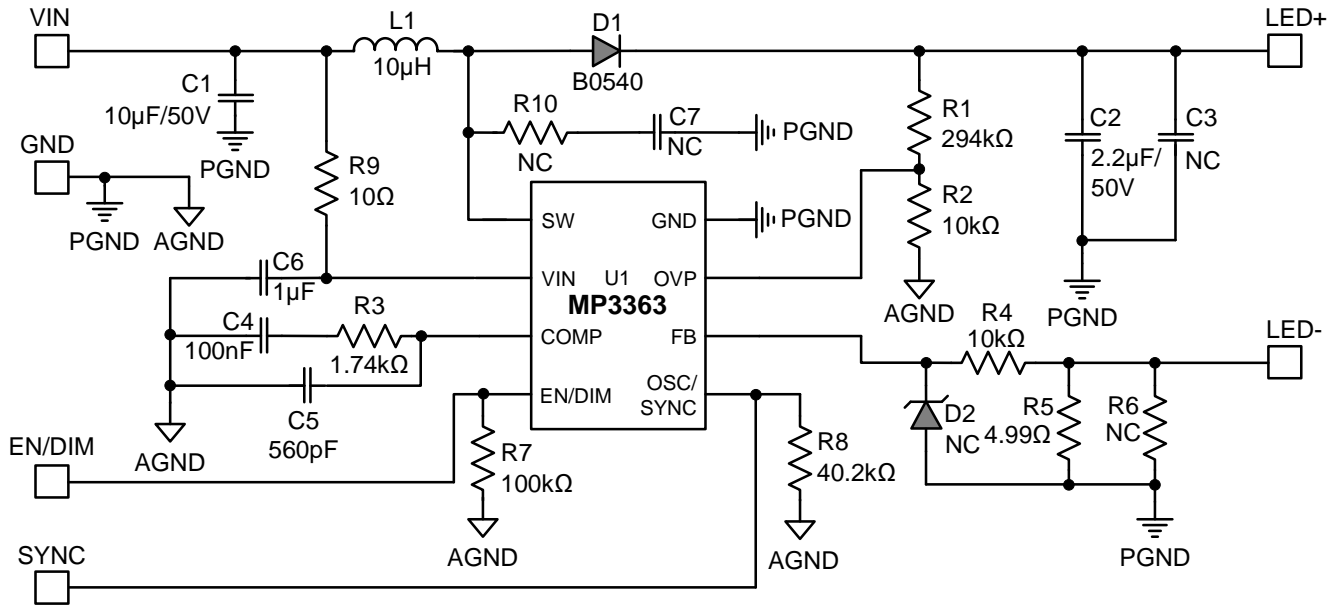 VIN
L1
10µH
D1
B0540
LED+
C1
10µF/50V
PGND
GND
PGND
AGND
R9
10Ω
R10
NC
C7
NC
PGND
R1
294kΩ
R2
10kΩ
AGND
C2
2.2µF/
50V
C3
NC
PGND
SW
GND
PGND
VIN
U1
OVP
MP3363
COMP
FB
EN/DIM
OSC/
SYNC
C6
1µF
C4
100nF
R3
1.74kΩ
C5
560pF
AGND
R4
10kΩ
LED-
D2
NC
R5
4.99Ω
R6
NC
PGND
EN/DIM
R7
100kΩ
AGND
R8
40.2kΩ
AGND
SYNC